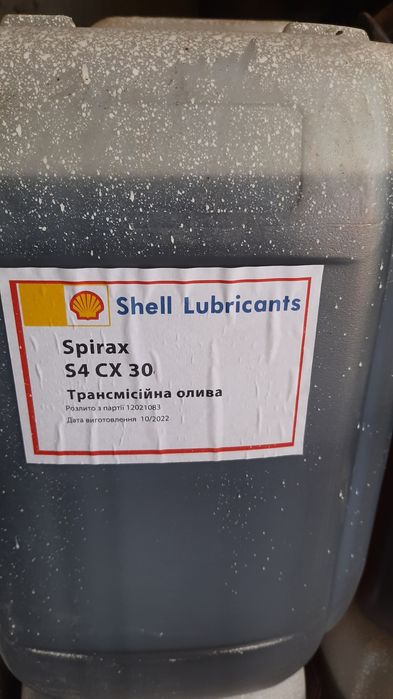 Shell Lubricants
Spirax
S4 CX 30
Трансмісійна олива
Розлито з партії 12021083
Дата виготовлення 10/2022